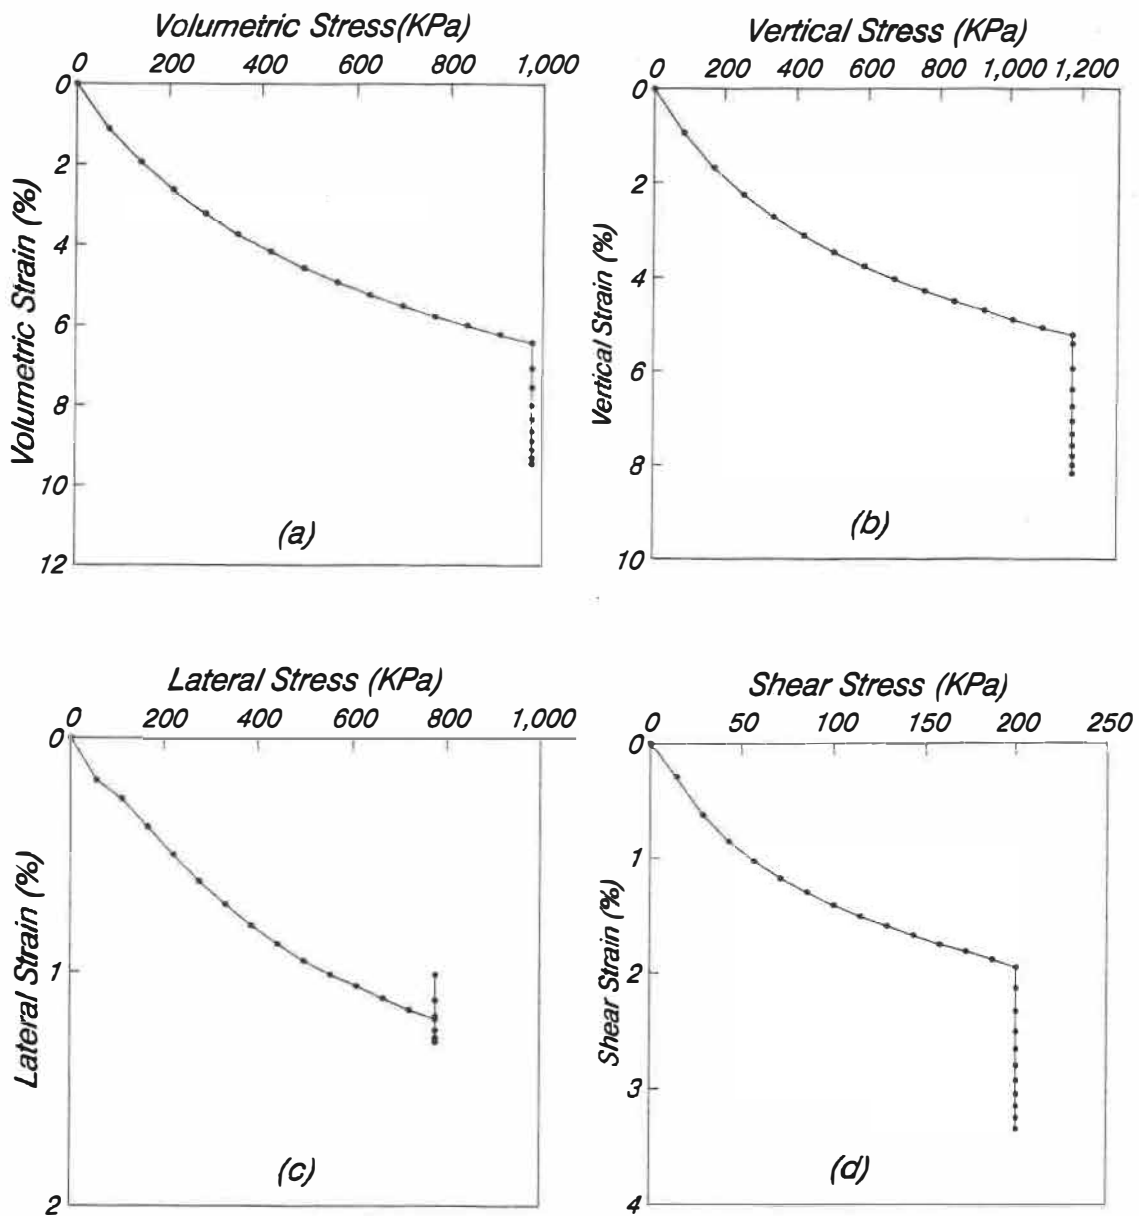 Volumetric Stress(KPa)
0 200 400 600 800 1,000
0
2
4
6
8
10
12
Volumetric Strain (%)
(a)
Vertical Stress (KPa)
0 200 400 600 800 1,000 1,200
0
2
4
6
8
10
Vertical Strain (%)
(b)
Lateral Stress (KPa)
0 200 400 600 800 1,000
0
1
2
Lateral Strain (%)
(c)
Shear Stress (KPa)
0 50 100 150 200 250
0
1
2
3
4
Shear Strain (%)
(d)